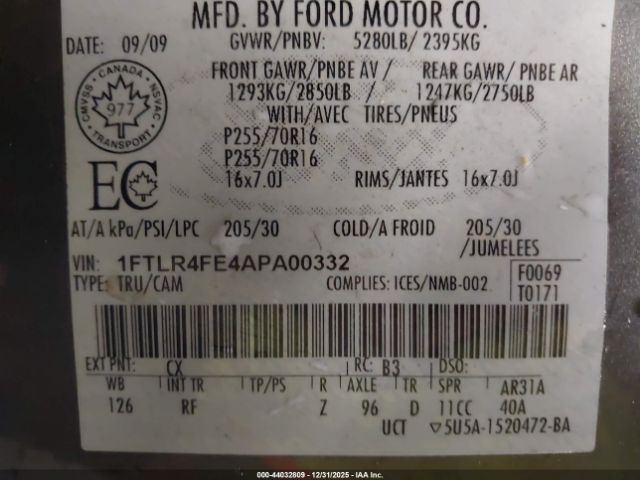 MFD. BY FORD MOTOR CO.
DATE: 09/09 GVWR/PNBV: 5280LB/ 2395KG
FRONT GAWR/PNBE AV / REAR GAWR/ PNBE AR
1293KG/2850LB / 1247KG/2750LB
WITH/AVEC TIRES/PNEUS
CANADA
CMVSS NSVAC
977
TRANSPORT
P255/70R16
P255/70R16
EC 16x7.0J RIMS/JANTES 16x7.0J
AT/A kPa/PSI/LPC 205/30 COLD/A FROID 205/30
/JUMELEES
VIN: 1FTLR4FE4APA00332
TYPE: TRU/CAM COMPLIES: ICES/NMB-002
F0069
T0171
EXT PNT: CX RC: B3 DSO:
WB INT TR TP/PS R AXLE TR SPR AR31A
126 RF Z 96 D 11CC 40A
UCT ▽5U5A-1520472-BA
000-44032809 - 12/31/2025 - IAA Inc.